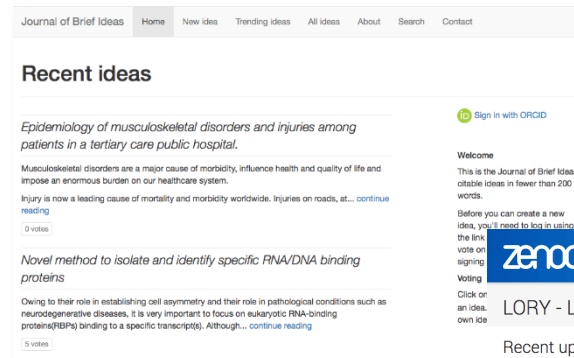 Journal of Brief Ideas Home New idea Trending ideas All ideas About Search Contact
Recent ideas
Epidemiology of musculoskeletal disorders and injuries among
patients in a tertiary care public hospital.
Musculoskeletal disorders are a major cause of morbidity, influence health and quality of life and
impose an enormous burden on our healthcare system.
Injury is now a leading cause of mortality and morbidity worldwide. Injuries on roads, at... continue
reading
0 votes
Novel method to isolate and identify specific RNA/DNA binding
proteins
Owing to their role in establishing cell asymmetry and their role in pathological conditions such as
neurodegenerative diseases, it is very important to focus on eukaryotic RNA-binding
proteins(RBPs) binding to a specific transcript(s). Although... continue reading
5 votes
iD Sign in with ORCID
Welcome
This is the Journal of Brief Idea
citable ideas in fewer than 200
words.
Before you can create a new
idea, you'll need to log in using
the link
vote on
signing
Voting
Click on
an idea.
own ide
zenoo
LORY - L
Recent up